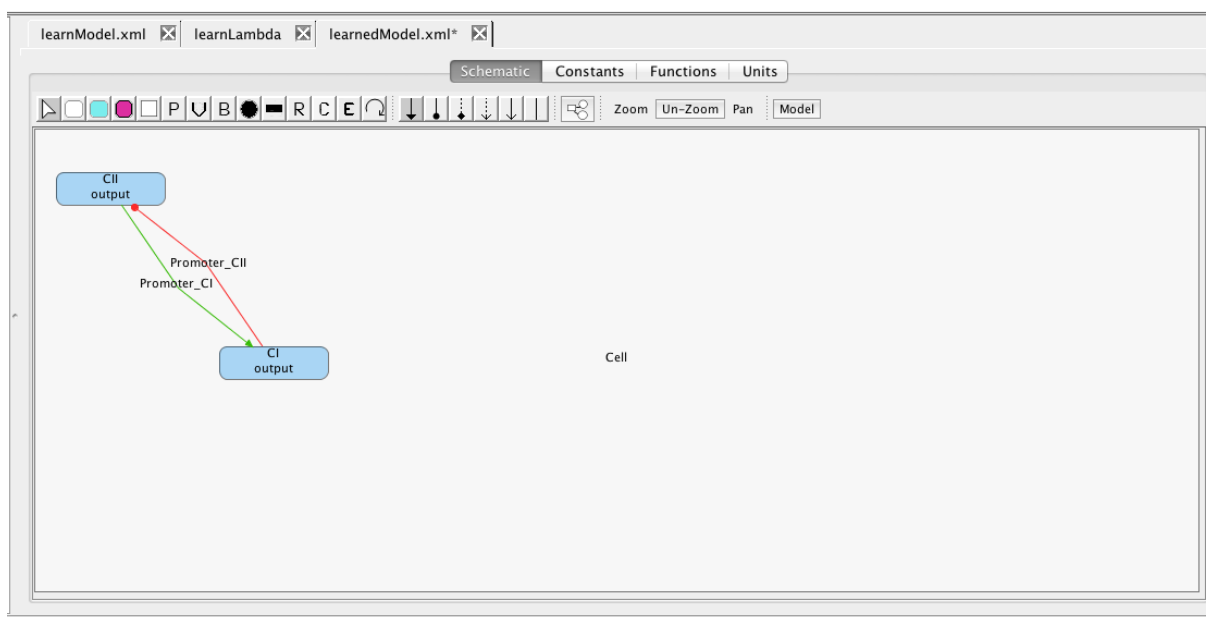 learnModel.xml learnLambda learnedModel.xml*
Schematic Constants Functions Units
P V B R C E Zoom Un-Zoom Pan Model
CII
output
Promoter_CII
Promoter_CI
CI
output
Cell